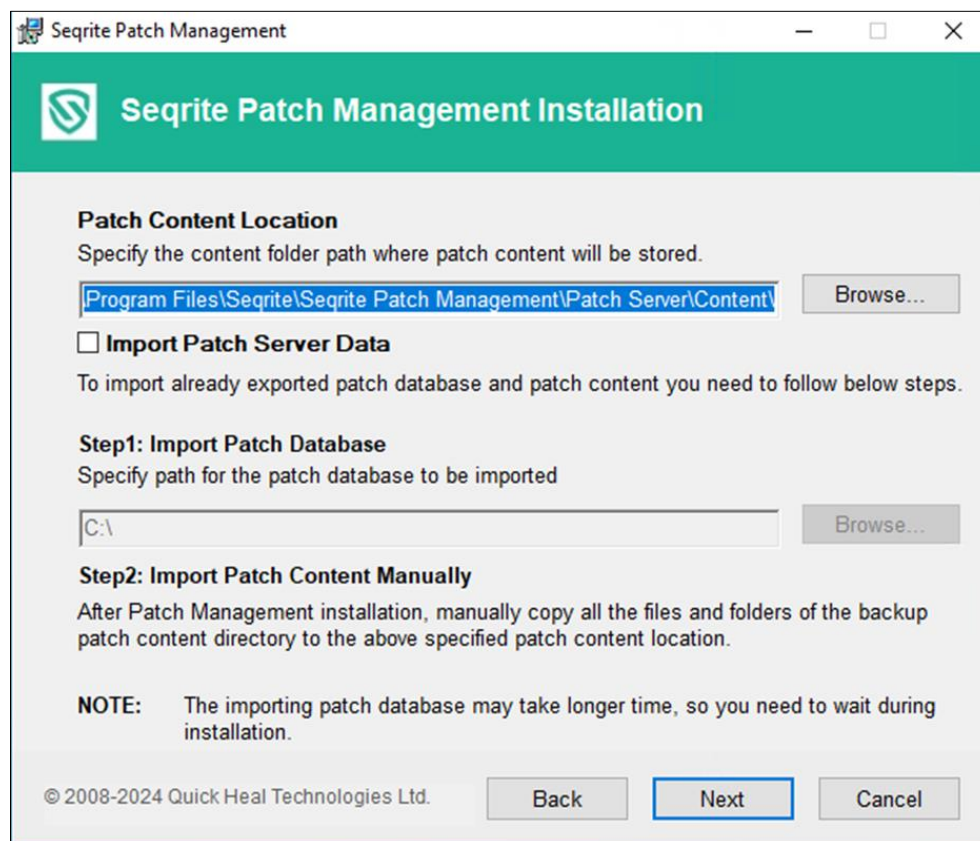 Seqrite Patch Management
Seqrite Patch Management Installation
Patch Content Location
Specify the content folder path where patch content will be stored.
\Program Files\Seqrite\Seqrite Patch Management\Patch Server\Content\
Browse...
Import Patch Server Data
To import already exported patch database and patch content you need to follow below steps.
Step1: Import Patch Database
Specify path for the patch database to be imported
C:\
Browse...
Step2: Import Patch Content Manually
After Patch Management installation, manually copy all the files and folders of the backup
patch content directory to the above specified patch content location.
NOTE: The importing patch database may take longer time, so you need to wait during
installation.
© 2008-2024 Quick Heal Technologies Ltd.
Back
Next
Cancel